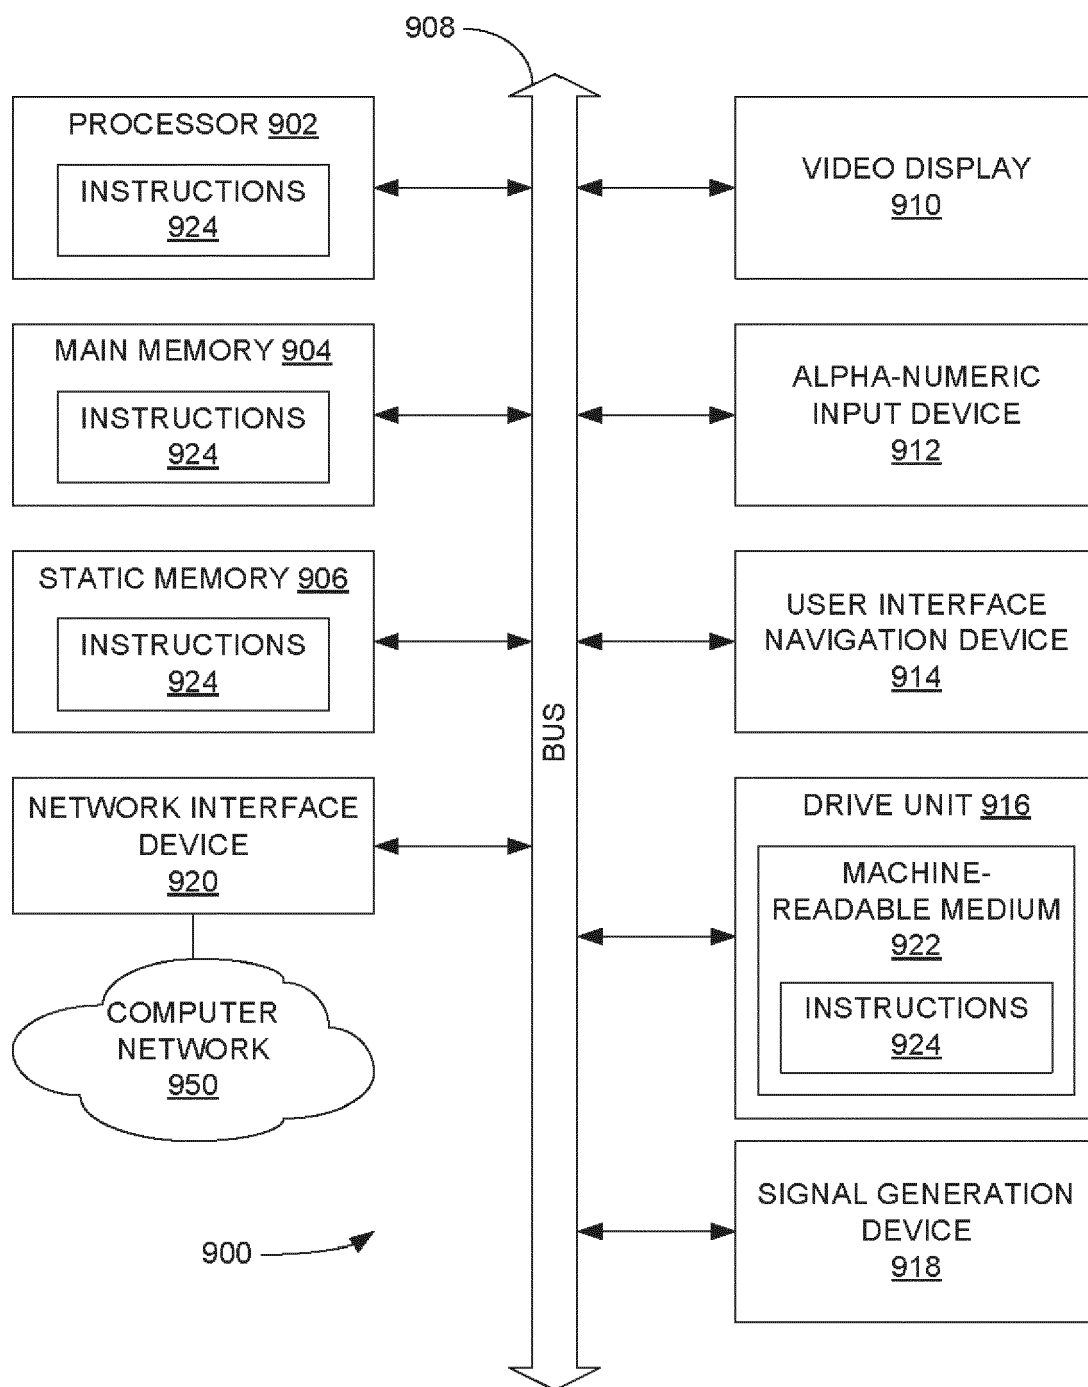 908
PROCESSOR 902
INSTRUCTIONS
924
MAIN MEMORY 904
INSTRUCTIONS
924
STATIC MEMORY 906
INSTRUCTIONS
924
NETWORK INTERFACE
DEVICE
920
COMPUTER
NETWORK
950
900
BUS
VIDEO DISPLAY
910
ALPHA-NUMERIC
INPUT DEVICE
912
USER INTERFACE
NAVIGATION DEVICE
914
DRIVE UNIT 916
MACHINE-
READABLE MEDIUM
922
INSTRUCTIONS
924
SIGNAL GENERATION
DEVICE
918